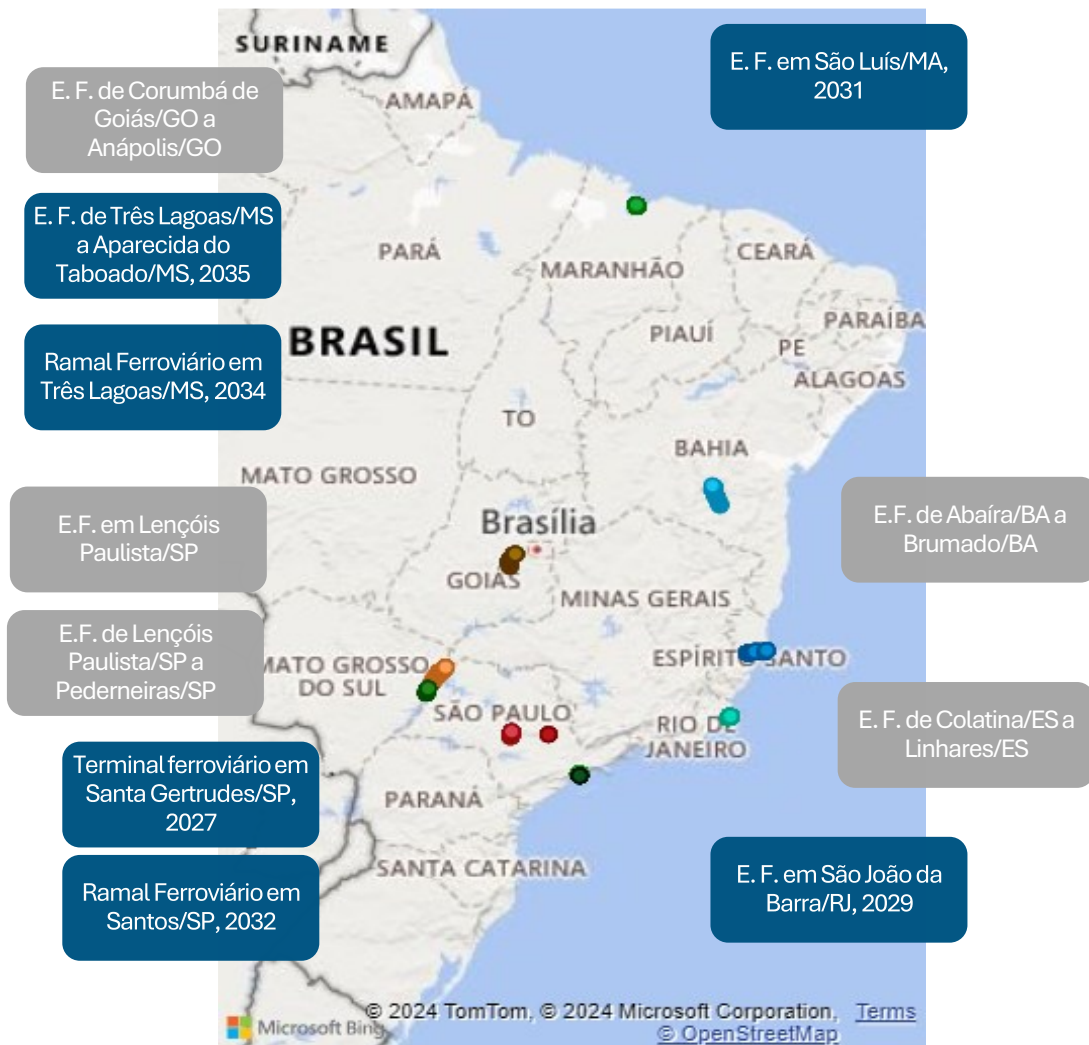 SURINAME
E. F. em São Luís/MA,
2031
E. F. de Corumbá de
Goiás/GO a
Anápolis/GO
AMAPÁ
E. F. de Três Lagoas/MS
a Aparecida do
Taboado/MS, 2035
PARÁ
MARANHÃO
CEARÁ
BRASIL
PIAUÍ
PARAÍBA
PE
ALAGOAS
Ramal Ferroviário em
Três Lagoas/MS, 2034
TO
BAHIA
MATO GROSSO
E.F. em Lençóis
Paulista/SP
Brasília
E.F. de Abaíra/BA a
Brumado/BA
GOIÁS
MINAS GERAIS
E.F. de Lençóis
Paulista/SP a
Pederneiras/SP
MATO GROSSO
DO SUL
ESPÍRITO SANTO
SÃO PAULO
RIO DE
JANEIRO
E. F. de Colatina/ES a
Linhares/ES
Terminal ferroviário em
Santa Gertrudes/SP,
2027
PARANÁ
SANTA CATARINA
Ramal Ferroviário em
Santos/SP, 2032
E. F. em São João da
Barra/RJ, 2029
Microsoft Bing
© 2024 TomTom, © 2024 Microsoft Corporation, Terms
© OpenStreetMap